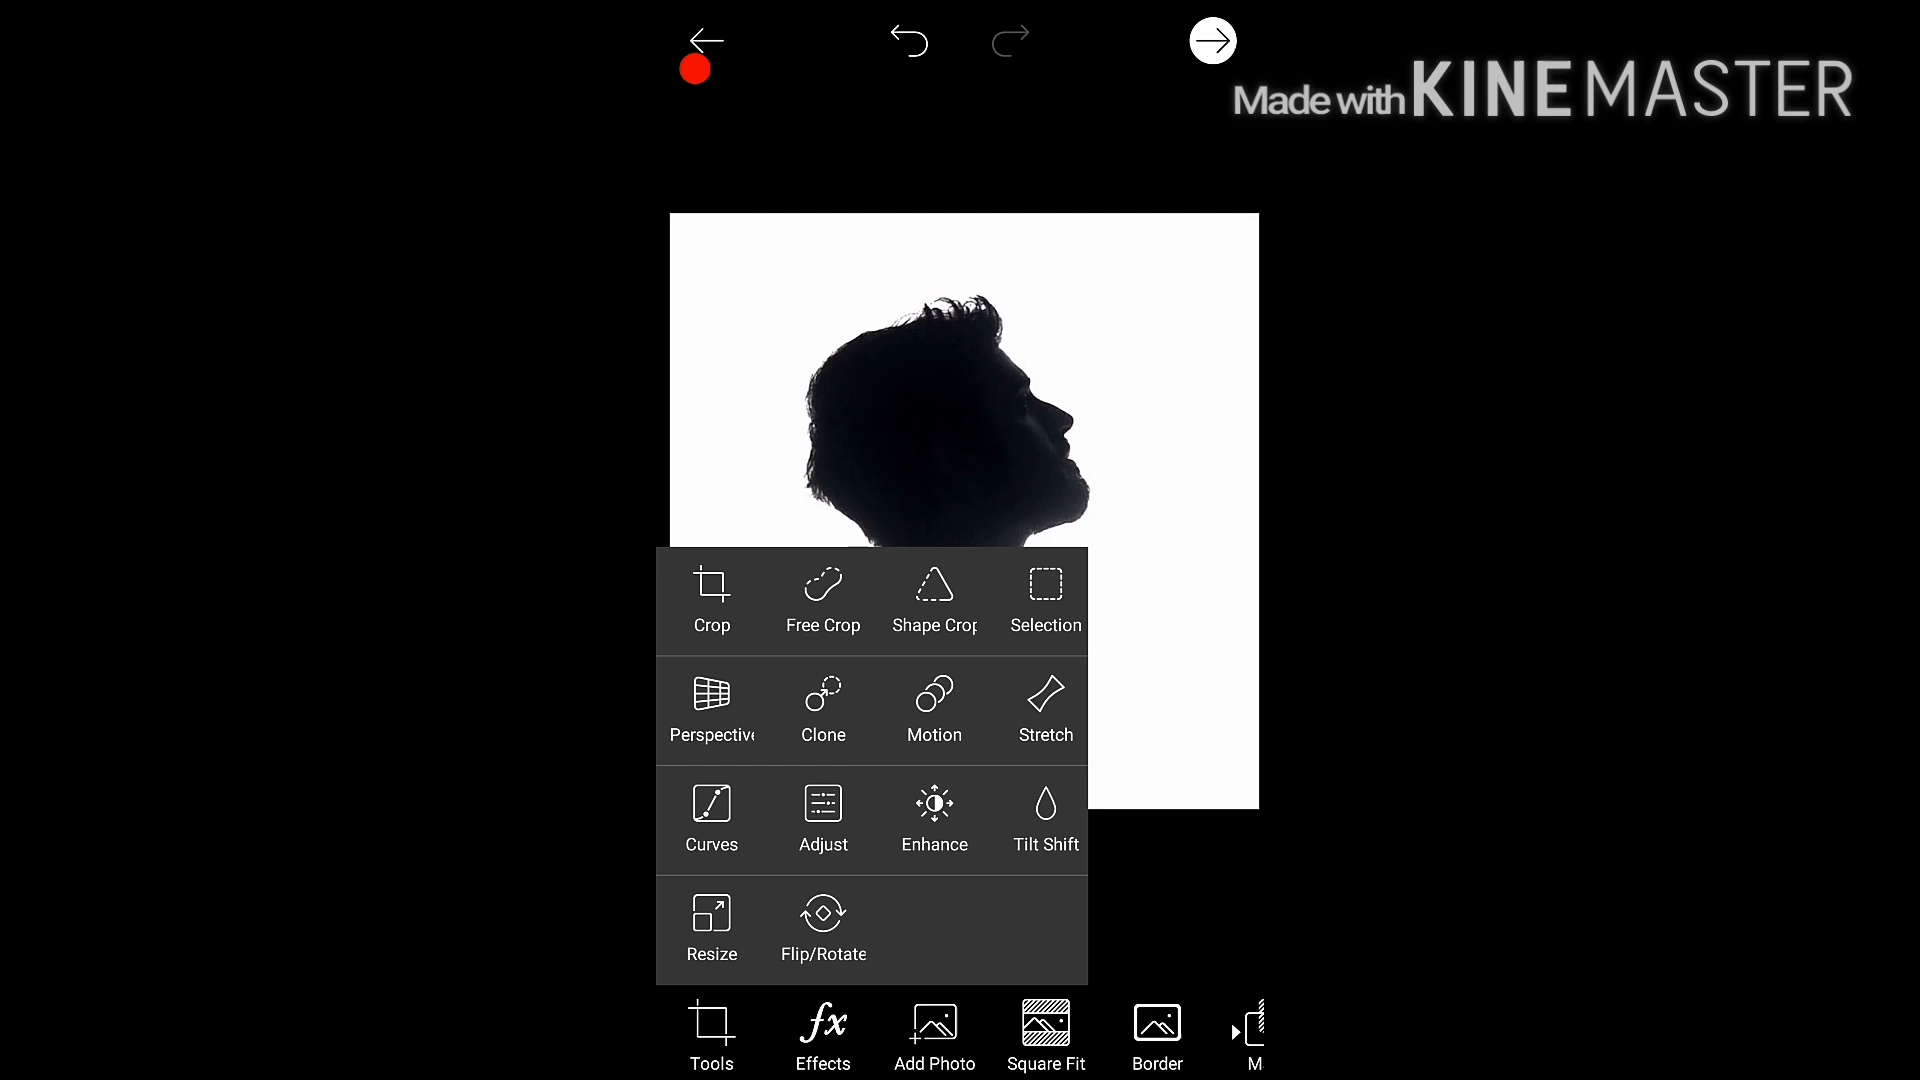 Made with KINEMASTER
Crop Free Crop Shape Crop Selection
Perspective Clone Motion Stretch
Curves Adjust Enhance Tilt Shift
Resize Flip/Rotate
Tools Effects Add Photo Square Fit Border M